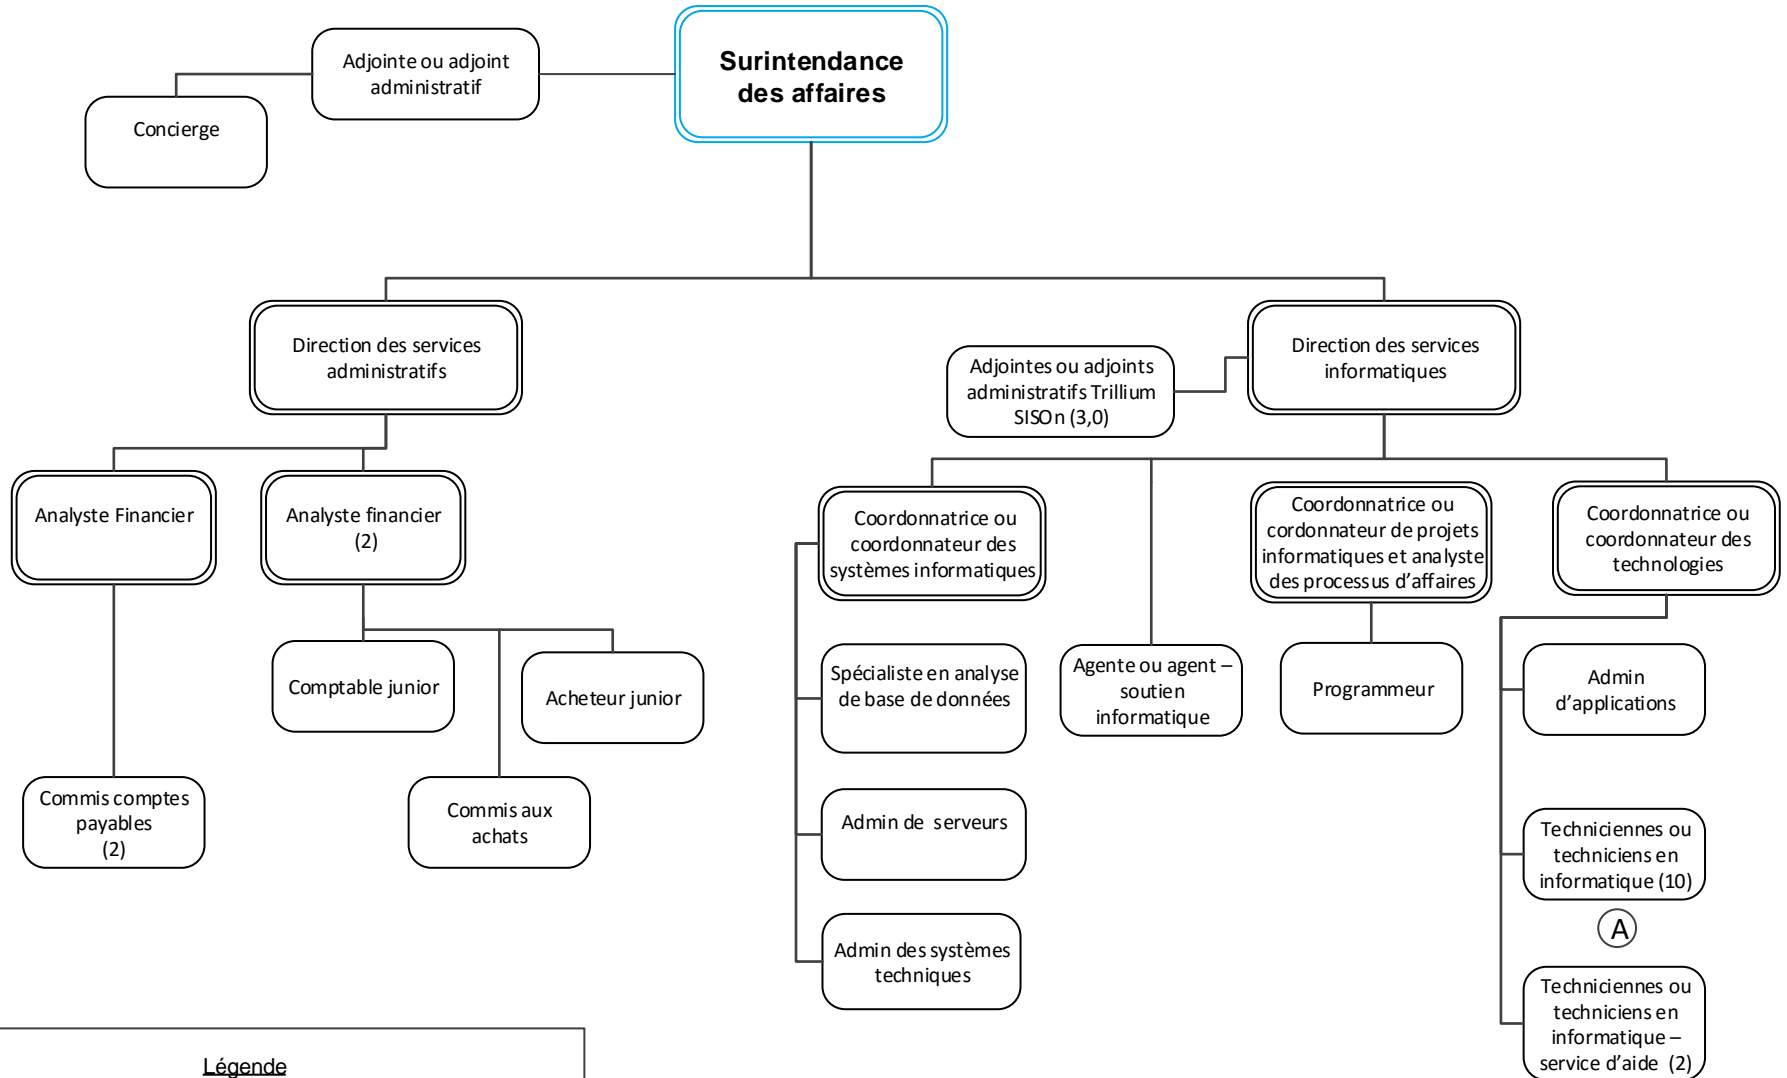 Surintendance
des affaires
Adjointe ou adjoint
administratif
Concierge
Direction des services
administratifs
Direction des services
informatiques
Adjointes ou adjoints
administratifs Trillium
SISOn (3,0)
Analyste Financier
Analyste financier
(2)
Coordonnatrice ou
coordonnateur des
systèmes informatiques
Coordonnatrice ou
cordonnateur de projets
informatiques et analyste
des processus d’affaires
Coordonnatrice ou
coordonnateur des
technologies
Comptable junior
Acheteur junior
Spécialiste en analyse
de base de données
Agente ou agent –
soutien
informatique
Programmeur
Admin
d’applications
Commis comptes
payables
(2)
Commis aux
achats
Admin de serveurs
Techniciennes ou
techniciens en
informatique (10)
A
Admin des systèmes
techniques
Techniciennes ou
techniciens en
informatique –
service d’aide (2)
Légende